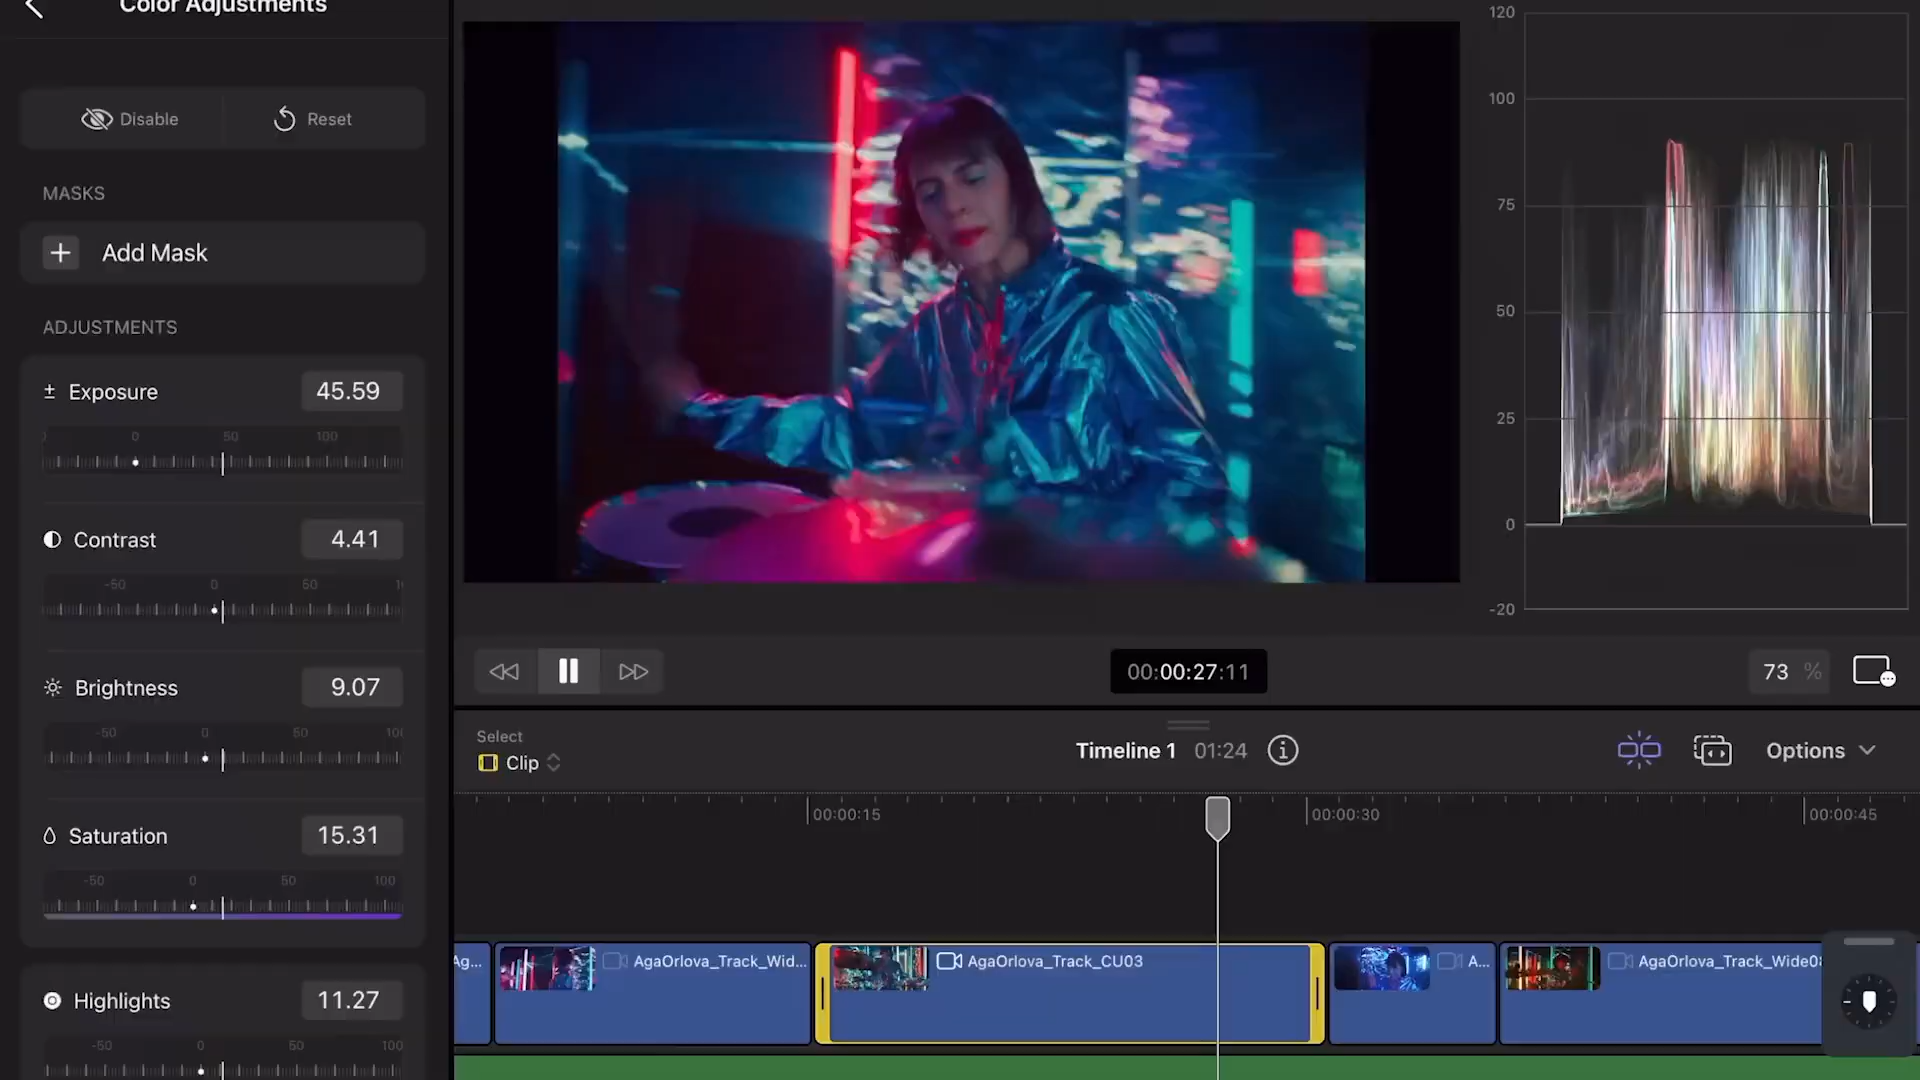 Color Adjustments
Disable
Reset
MASKS
+ Add Mask
ADJUSTMENTS
± Exposure 45.59
0 50 100
Contrast 4.41
-50 0 50
Brightness 9.07
-50 0 50 100
Saturation 15.31
-50 0 50 100
Highlights 11.27
-50 0 50 100
120
100
75
50
25
0
-20
00:00:27:11
73 %
Select
Clip
Timeline 1 01:24
Options
00:00:15
00:00:30
00:00:45
Ag...
AgaOrlova_Track_Wid...
AgaOrlova_Track_CU03
A...
AgaOrlova_Track_Wide0